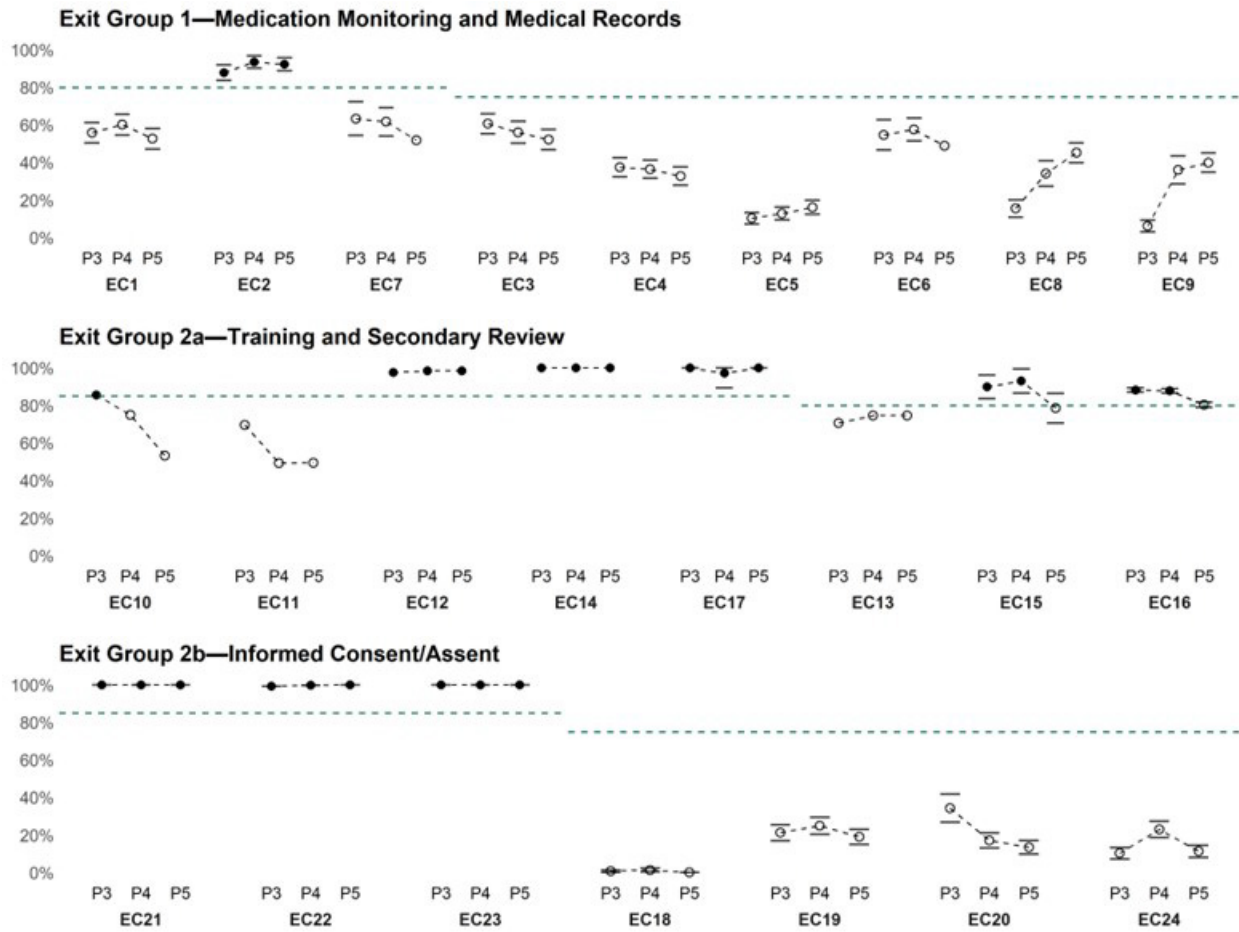 Exit Group 1—Medication Monitoring and Medical Records
100%
80%
60%
40%
20%
0%
P3 P4 P5 P3 P4 P5 P3 P4 P5 P3 P4 P5 P3 P4 P5 P3 P4 P5 P3 P4 P5 P3 P4 P5 P3 P4 P5
EC1 EC2 EC7 EC3 EC4 EC5 EC6 EC8 EC9
Exit Group 2a—Training and Secondary Review
100%
80%
60%
40%
20%
0%
P3 P4 P5 P3 P4 P5 P3 P4 P5 P3 P4 P5 P3 P4 P5 P3 P4 P5 P3 P4 P5 P3 P4 P5
EC10 EC11 EC12 EC14 EC17 EC13 EC15 EC16
Exit Group 2b—Informed Consent/Assent
100%
80%
60%
40%
20%
0%
P3 P4 P5 P3 P4 P5 P3 P4 P5 P3 P4 P5 P3 P4 P5 P3 P4 P5 P3 P4 P5
EC21 EC22 EC23 EC18 EC19 EC20 EC24